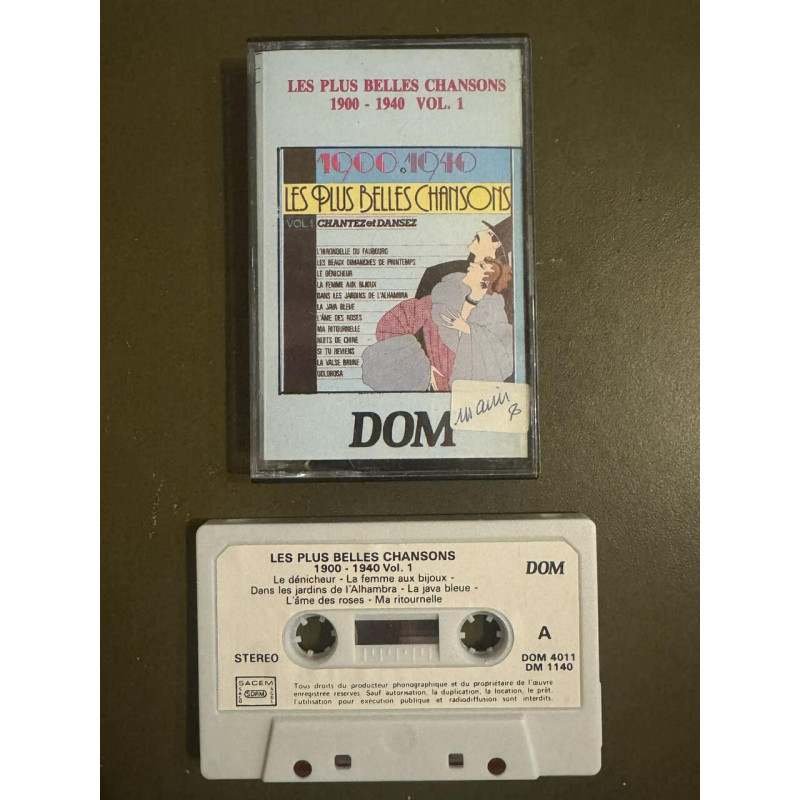 LES PLUS BELLES CHANSONS
1900 - 1940 VOL. 1
1900.1940
LES PLUS BELLES CHANSONS
VOL.1 CHANTEZ et DANSEZ
L'HIRONDELLE DU FAUBOURG
LES BEAUX DIMANCHES DE PRINTEMPS
LE DÉNICHEUR
LA FEMME AUX BIJOUX
DANS LES JARDINS DE L'ALHAMBRA
LA JAVA BLEUE
L'ÂME DES ROSES
MA RITOURNELLE
NUITS DE CHINE
SI TU REVIENS
LA VALSE BRUNE
DOLOROSA
DOM
LES PLUS BELLES CHANSONS
1900 - 1940 Vol. 1
DOM
Le dénicheur - La femme aux bijoux -
Dans les jardins de l'Alhambra - La java bleue -
L'âme des roses - Ma ritournelle
STEREO
A
DOM 4011
DM 1140
SACEM
SDRM
Tous droits du producteur phonographique et du propriétaire de l'œuvre
enregistrée réservés. Sauf autorisation, la duplication, la location, le prêt,
l'utilisation pour exécution publique et radiodiffusion sont interdits.